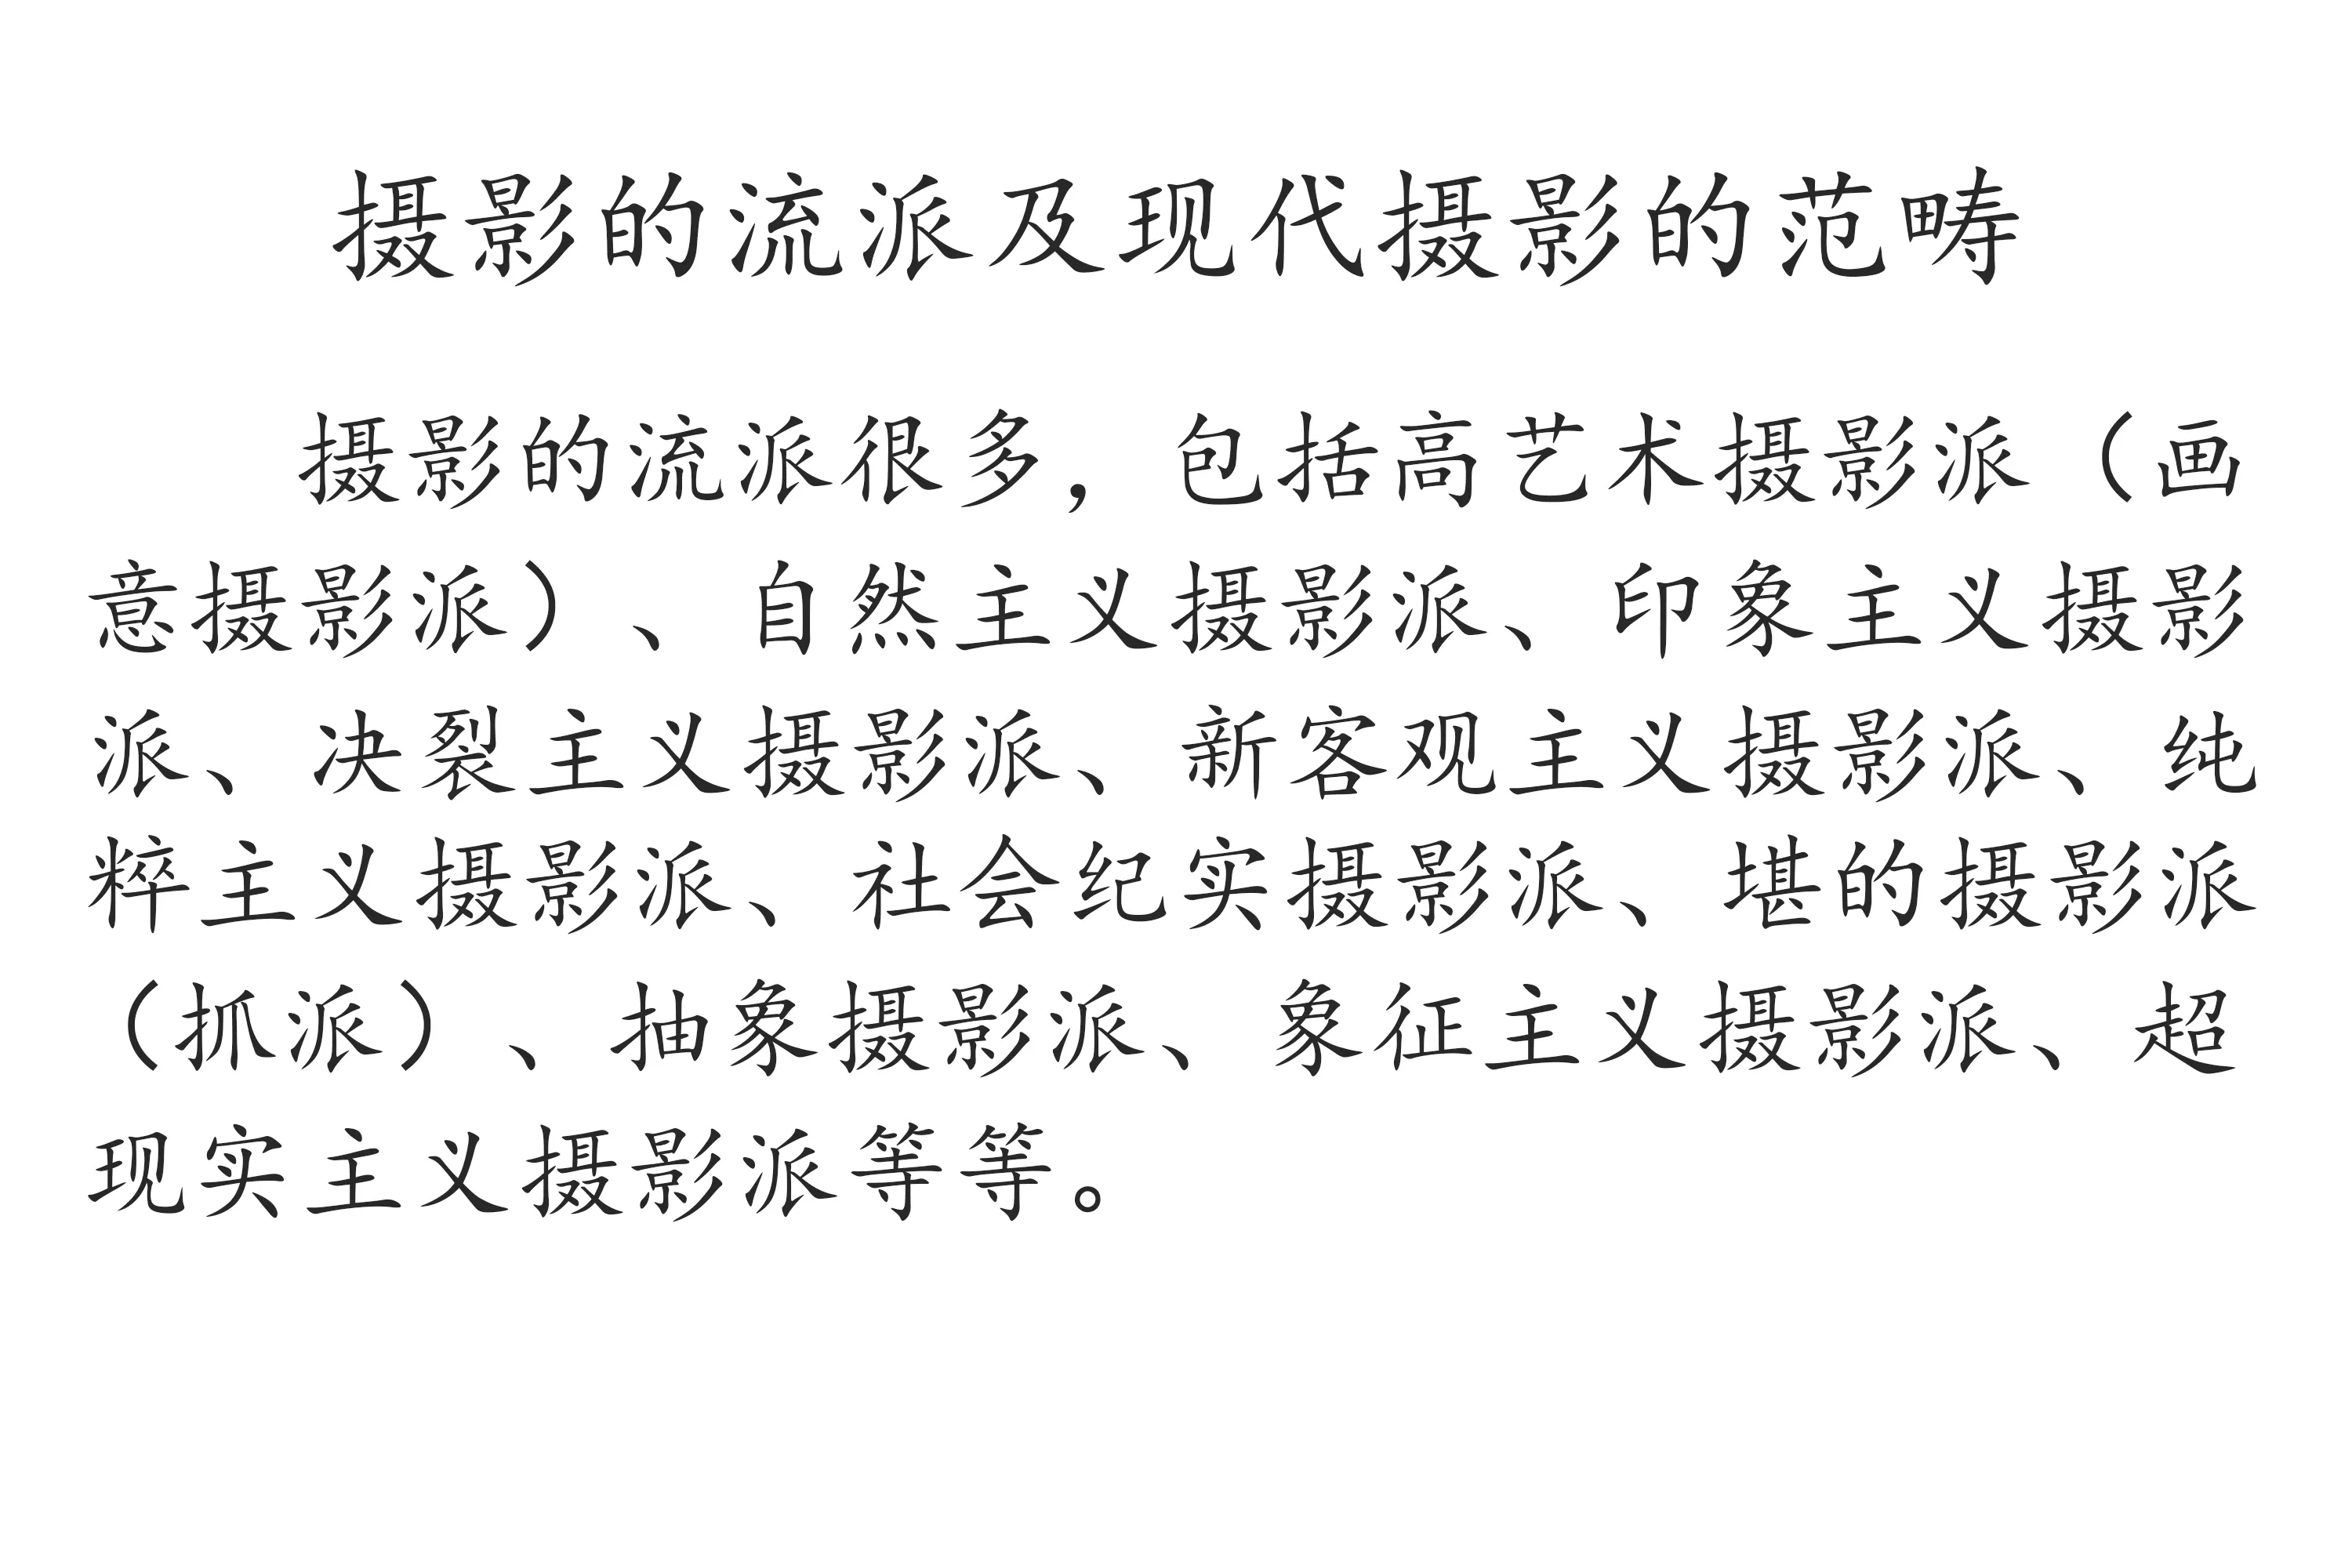 摄影的流派及现代摄影的范畴
摄影的流派很多，包括高艺术摄影派（画
意摄影派）、自然主义摄影派、印象主义摄影
派、决裂主义摄影派、新客观主义摄影派、纯
粹主义摄影派、社会纪实摄影派、堪的摄影派
（抓派）、抽象摄影派、象征主义摄影派、超
现实主义摄影派等等。